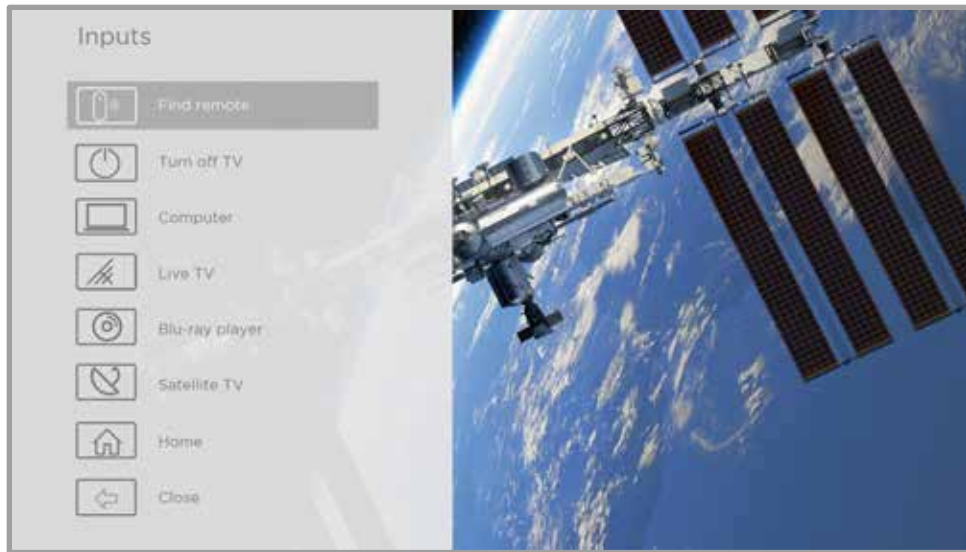 Inputs
Find remote
Turn off TV
Computer
Live TV
Blu-ray player
Satellite TV
Home
Close